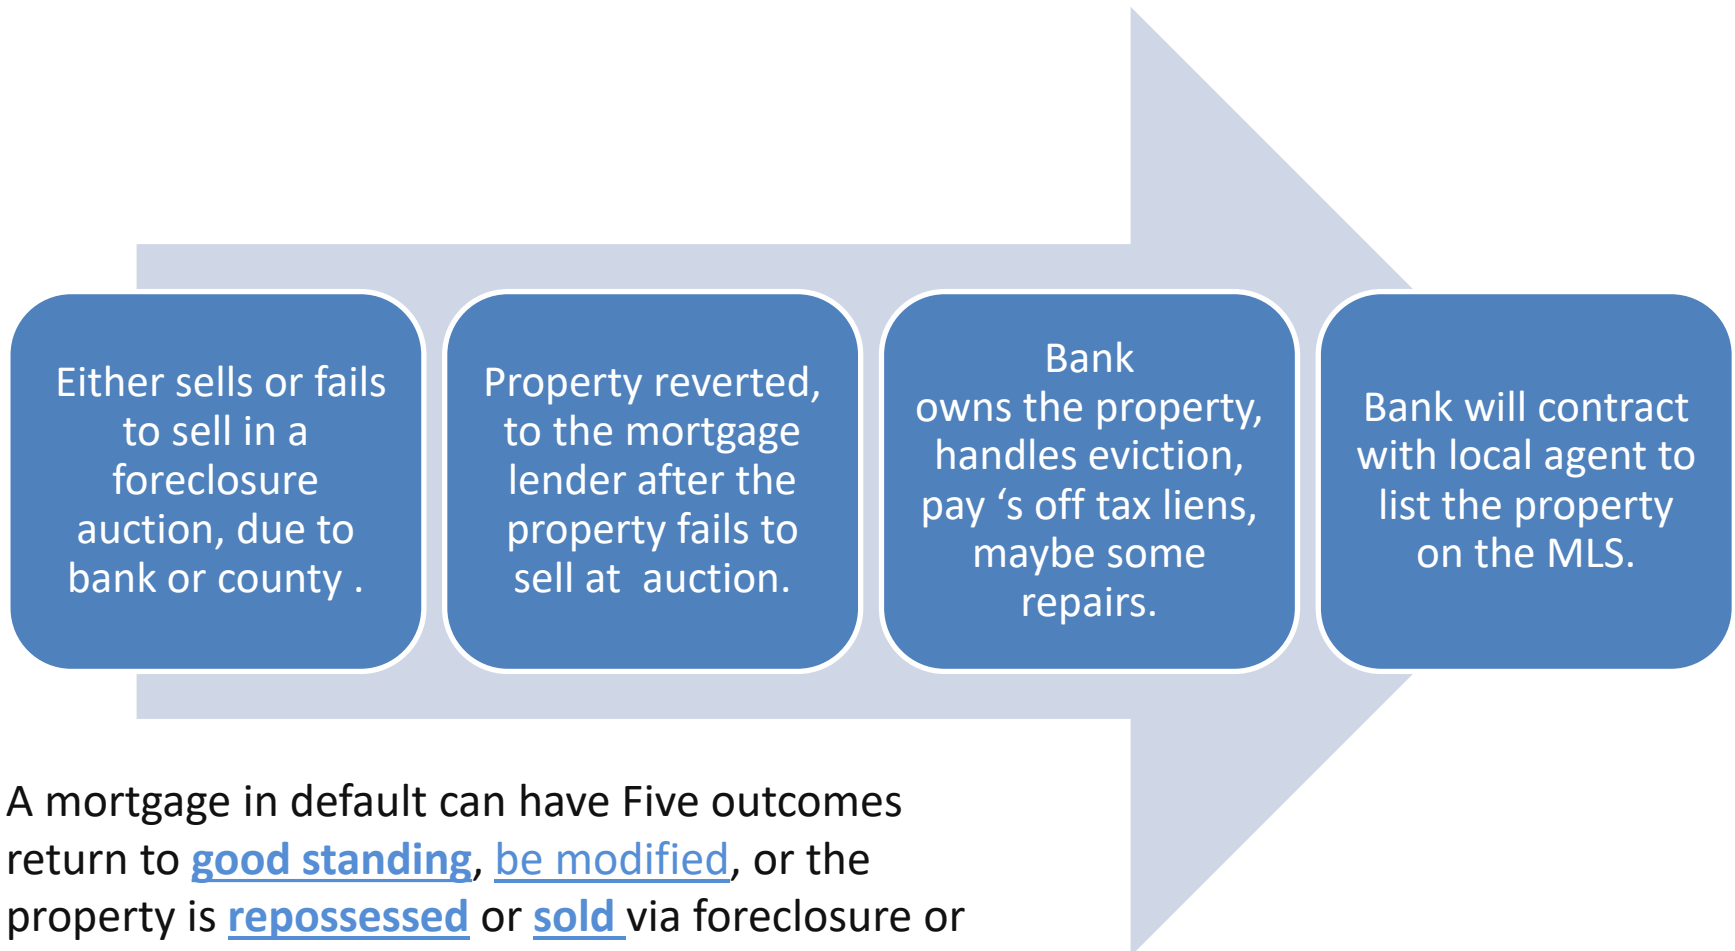 Either sells or fails
to sell in a
foreclosure
auction, due to
bank or county .
Property reverted,
to the mortgage
lender after the
property fails to
sell at  auction.
Bank
owns the property,
handles eviction,
pay ‘s off tax liens,
maybe some
repairs.
Bank will contract
with local agent to
list the property
on the MLS.
A mortgage in default can have Five outcomes
return to good standing, be modified, or the
property is repossessed or sold via foreclosure or